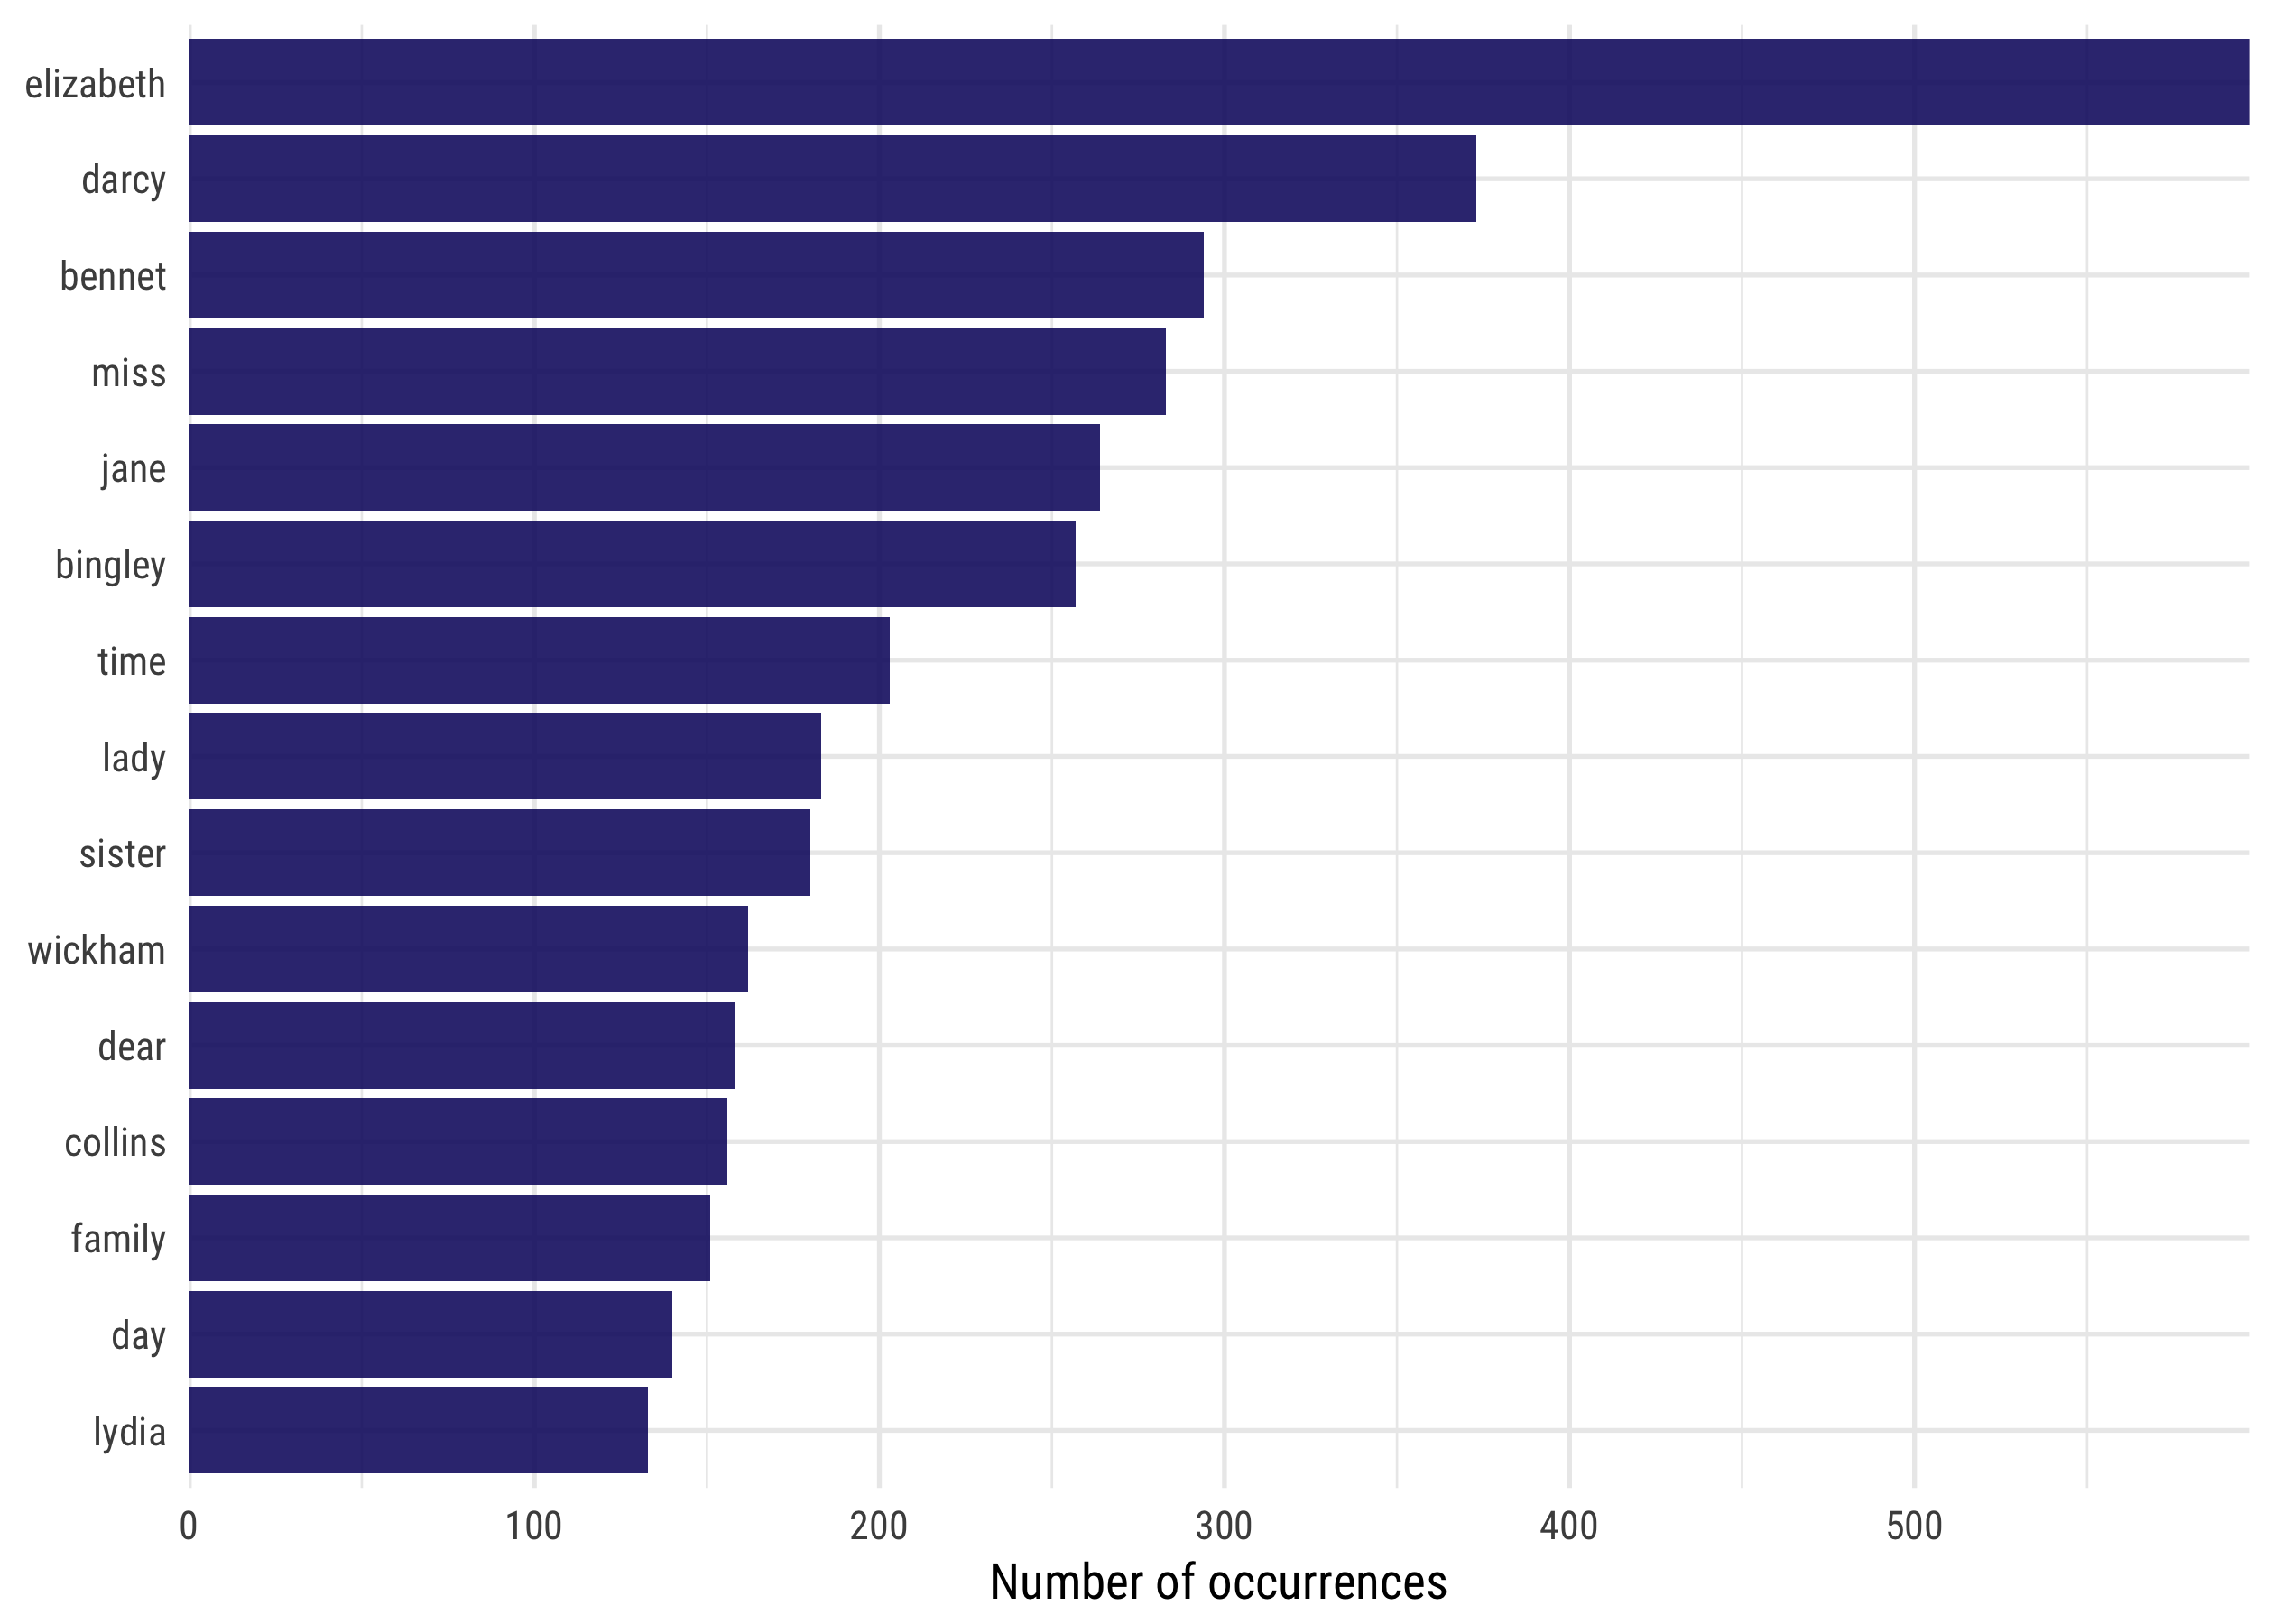 elizabeth
darcy
bennet
miss
jane
bingley
time
lady
sister
wickham
dear
collins
family
day
lydia
0 100 200 300 400 500
Number of occurrences